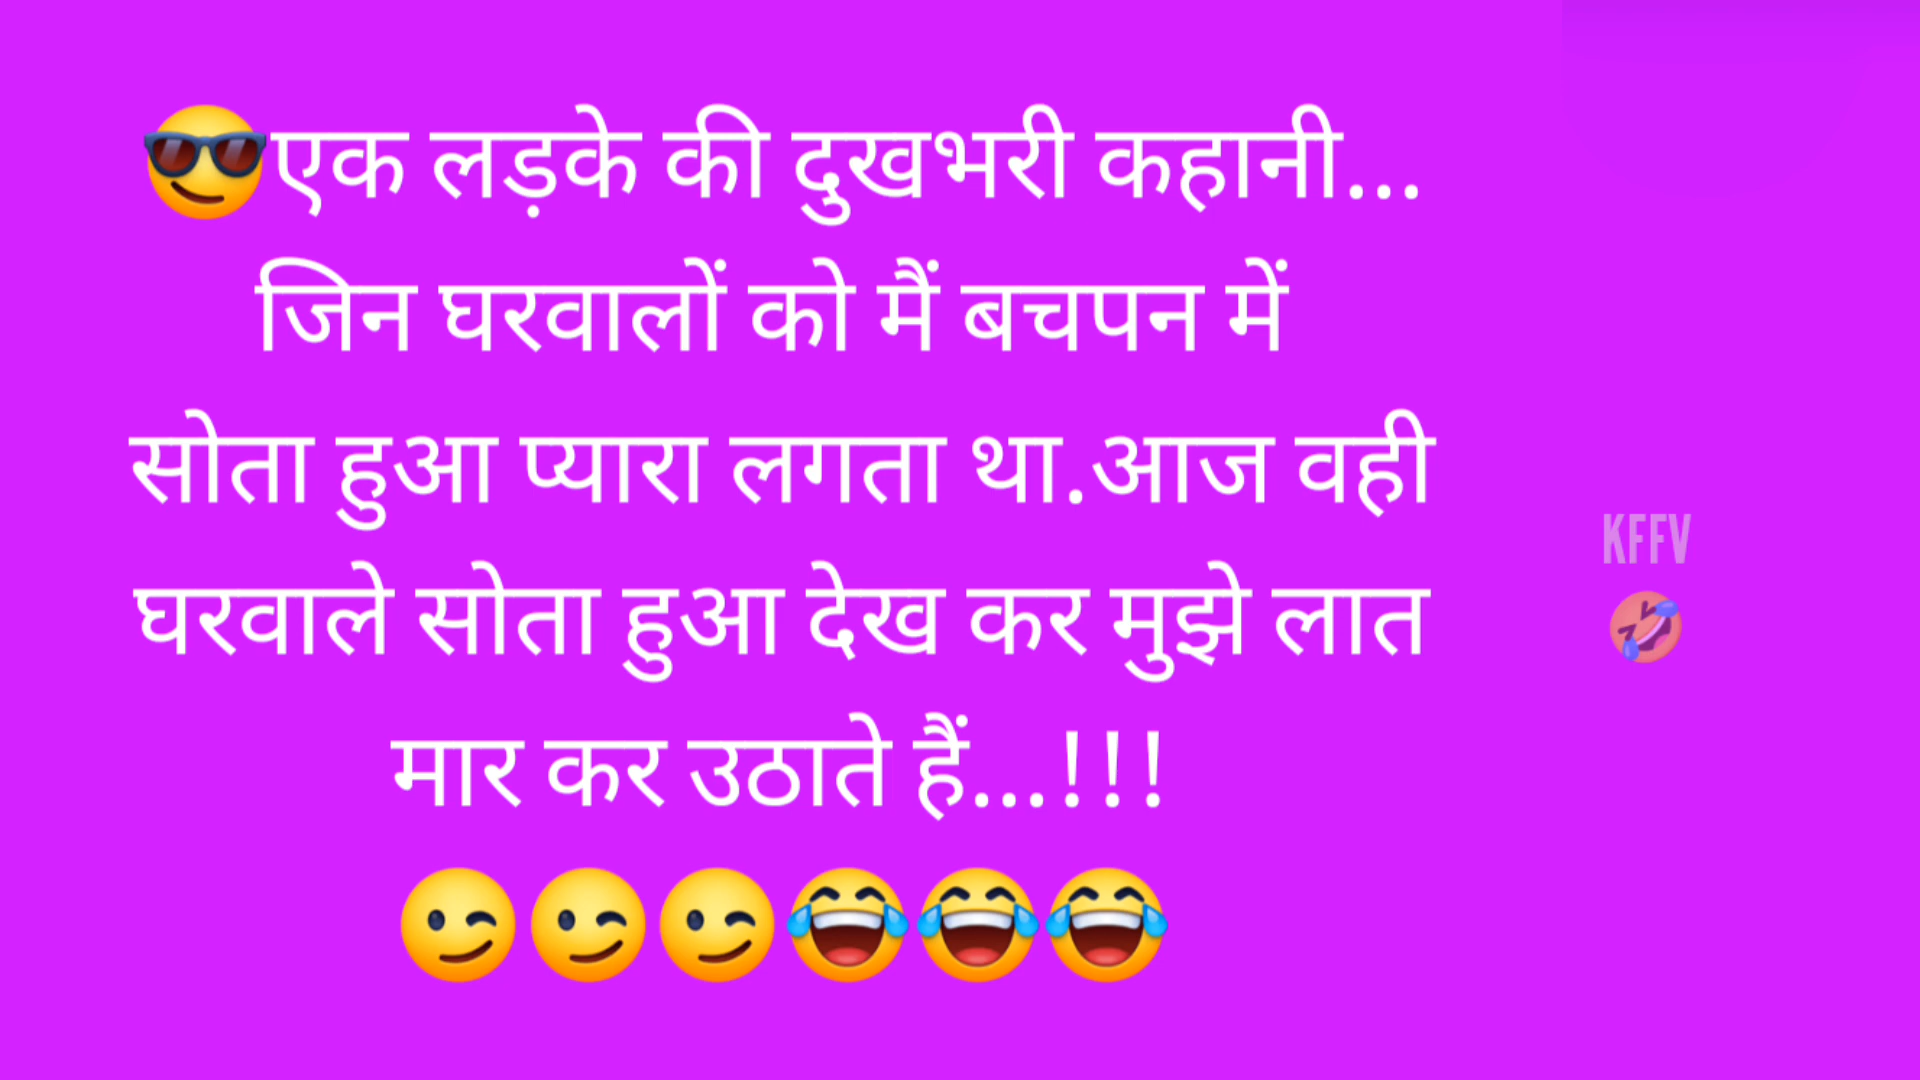 😎एक लड़के की दुखभरी कहानी...
जिन घरवालों को मैं बचपन में
सोता हुआ प्यारा लगता था.आज वही
घरवाले सोता हुआ देख कर मुझे लात
मार कर उठाते हैं...!!!
😉😉😉😂😂😂
KFFV
🤣